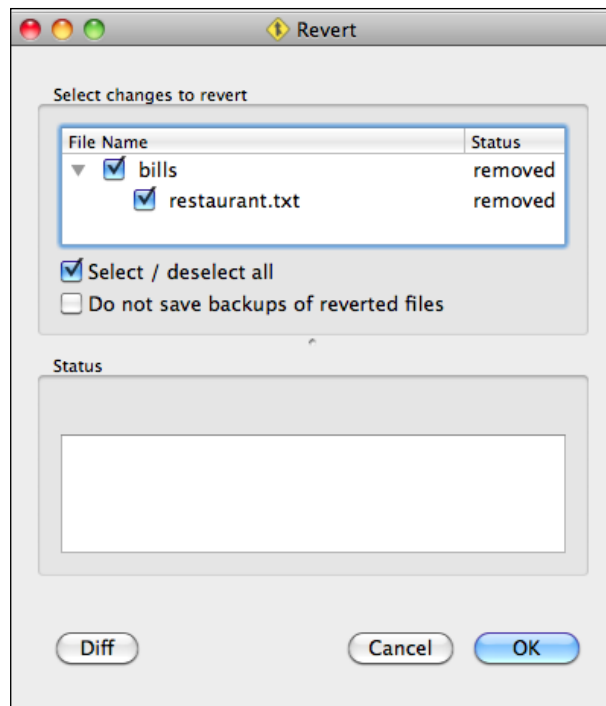 Revert
Select changes to revert
File Name Status
bills removed
restaurant.txt removed
Select / deselect all
Do not save backups of reverted files
Status
Diff Cancel OK